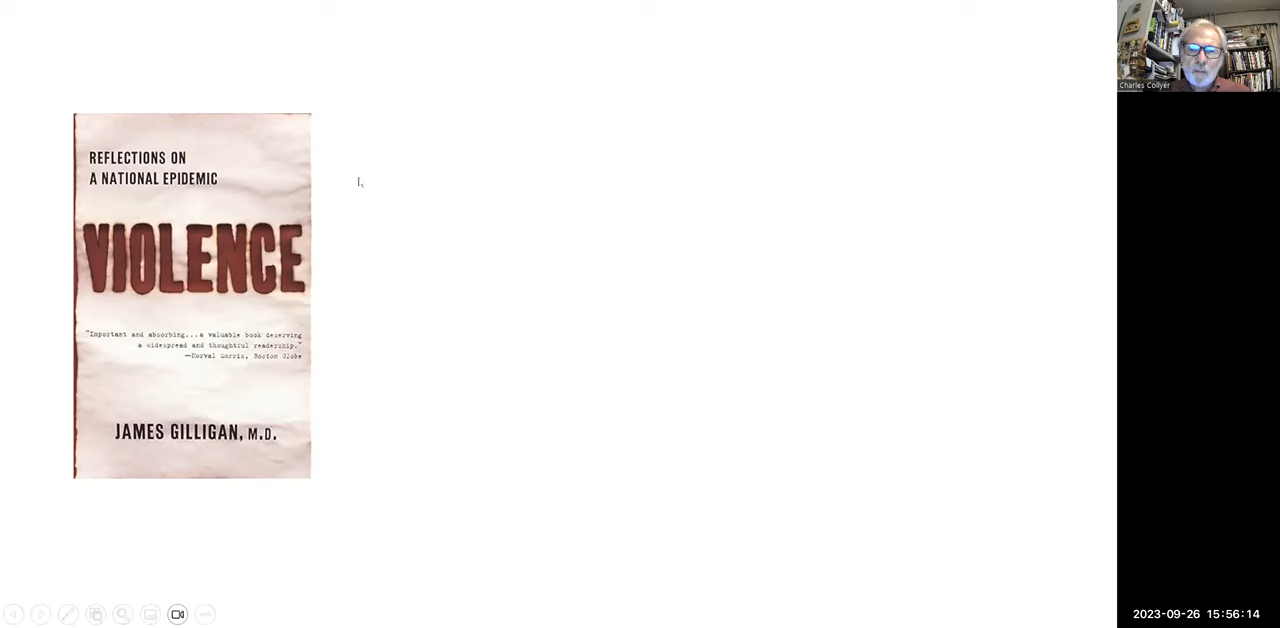 REFLECTIONS ON
A NATIONAL EPIDEMIC
VIOLENCE
"Important and absorbing...a valuable book deserving
a widespread and thoughtful readership."
—Norval Morris, Boston Globe
JAMES GILLIGAN, M.D.
Charles Collyer
2023-09-26 15:56:14